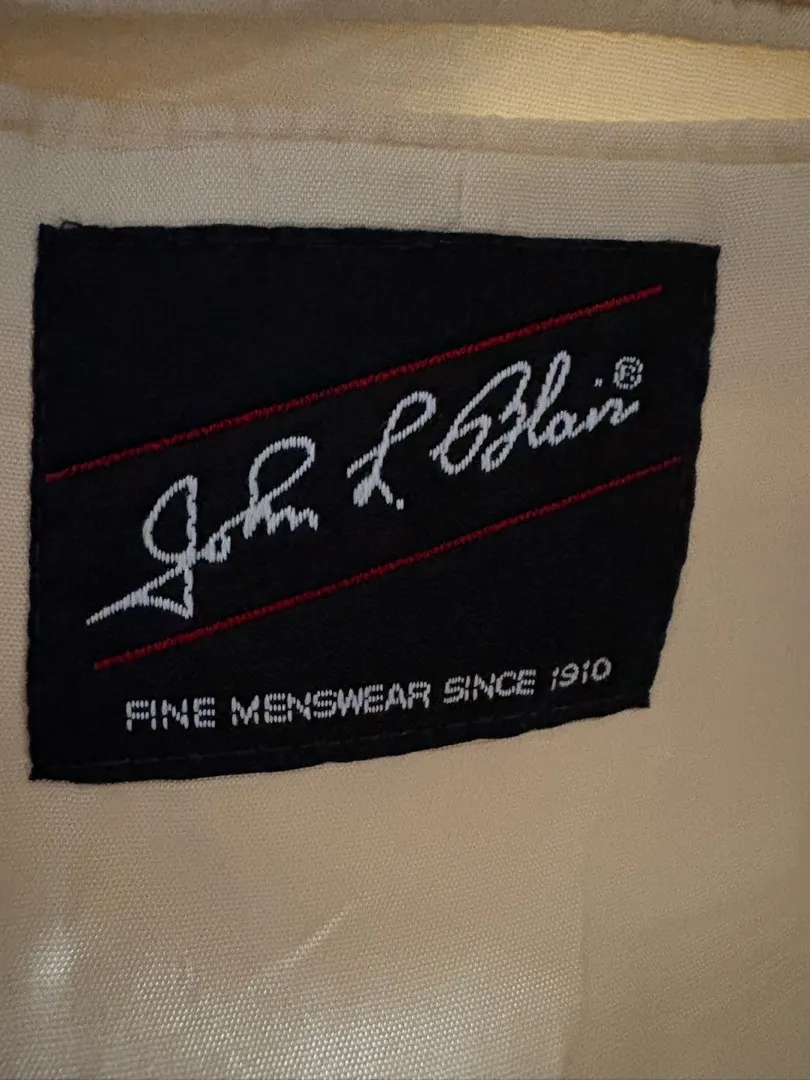 John L. Blair®
FINE MENSWEAR SINCE 1910